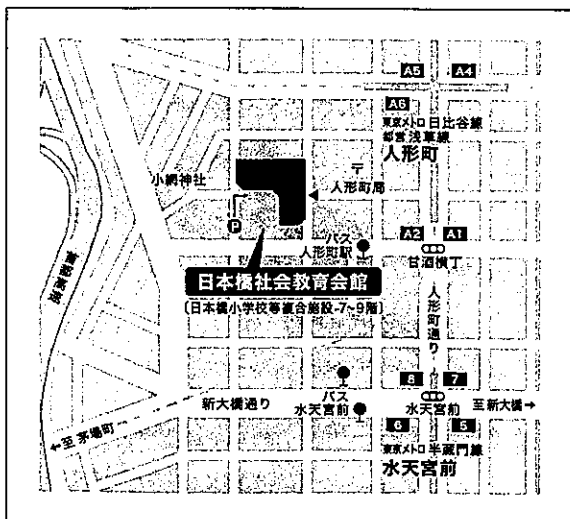 A5
A4
A6
東京メトロ 日比谷線
都営 浅草線
人形町
〒
人形町局
小網神社
P
バス
人形町駅
A2
A1
甘酒横丁
日本橋社会教育会館
(日本橋小学校等複合施設-7~9階)
人形町通り
8
7
バス
水天宮前
新大橋通り
水天宮前
至新大橋→
←至 茅場町
6
5
東京メトロ 半蔵門線
水天宮前